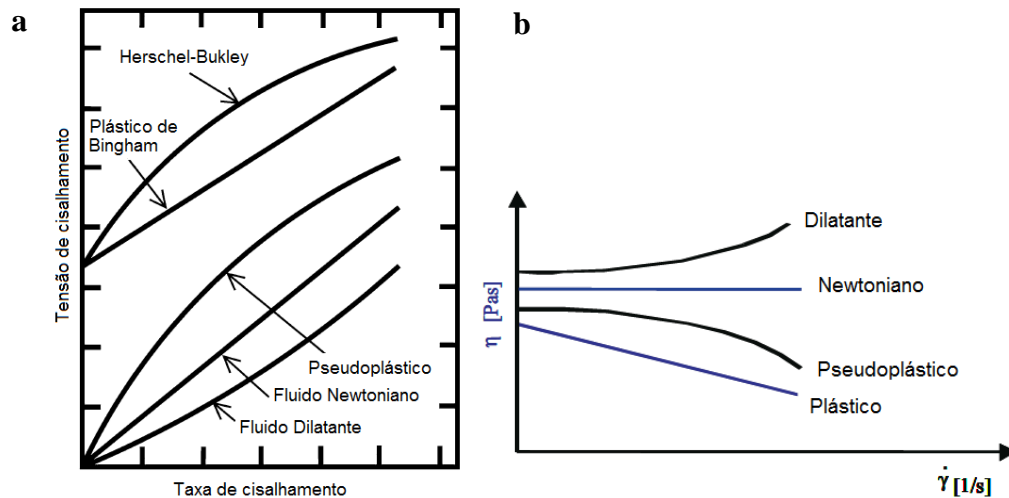 a
Herschel-Bukley
Plástico de
Bingham
Tensão de cisalhamento
Pseudoplástico
Fluido Newtoniano
Fluido Dilatante
Taxa de cisalhamento
b
Dilatante
Newtoniano
η [Pas]
Pseudoplástico
Plástico
γ̇ [1/s]